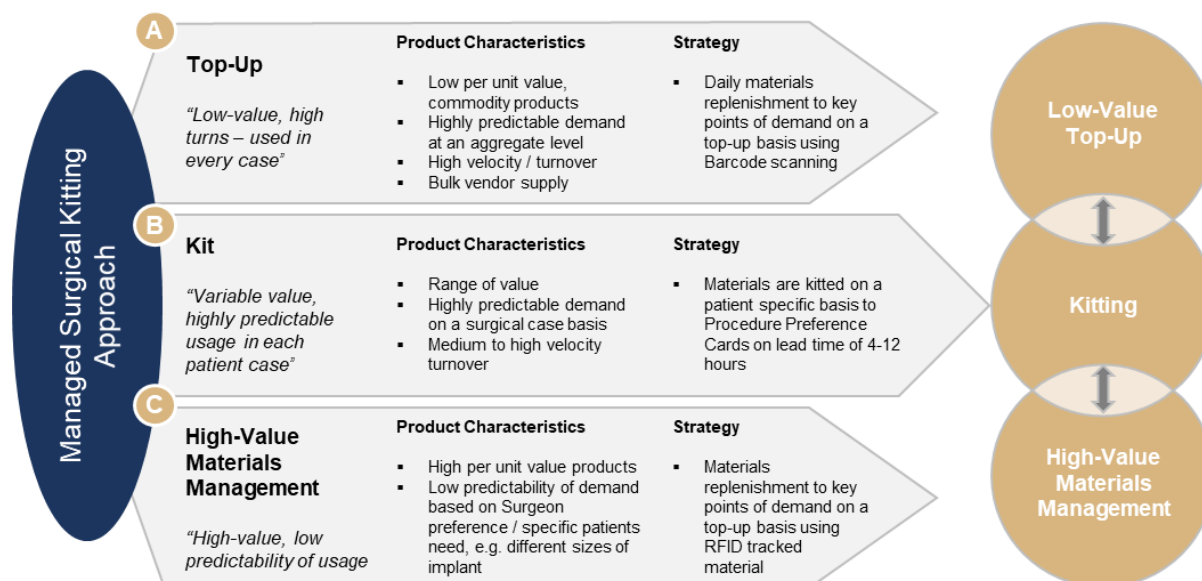 Managed Surgical Kitting
Approach
A
Top-Up
“Low-value, high
turns – used in
every case”
Product Characteristics
▪ Low per unit value,
commodity products
▪ Highly predictable demand
at an aggregate level
▪ High velocity / turnover
▪ Bulk vendor supply
Strategy
▪ Daily materials
replenishment to key
points of demand on a
top-up basis using
Barcode scanning
B
Kit
“Variable value,
highly predictable
usage in each
patient case”
Product Characteristics
▪ Range of value
▪ Highly predictable demand
on a surgical case basis
▪ Medium to high velocity
turnover
Strategy
▪ Materials are kitted on a
patient specific basis to
Procedure Preference
Cards on lead time of 4-12
hours
C
High-Value
Materials
Management
“High-value, low
predictability of usage
Product Characteristics
▪ High per unit value products
▪ Low predictability of demand
based on Surgeon
preference / specific patients
need, e.g. different sizes of
implant
Strategy
▪ Materials
replenishment to key
points of demand on a
top-up basis using
RFID tracked
material
Low-Value
Top-Up
Kitting
High-Value
Materials
Management